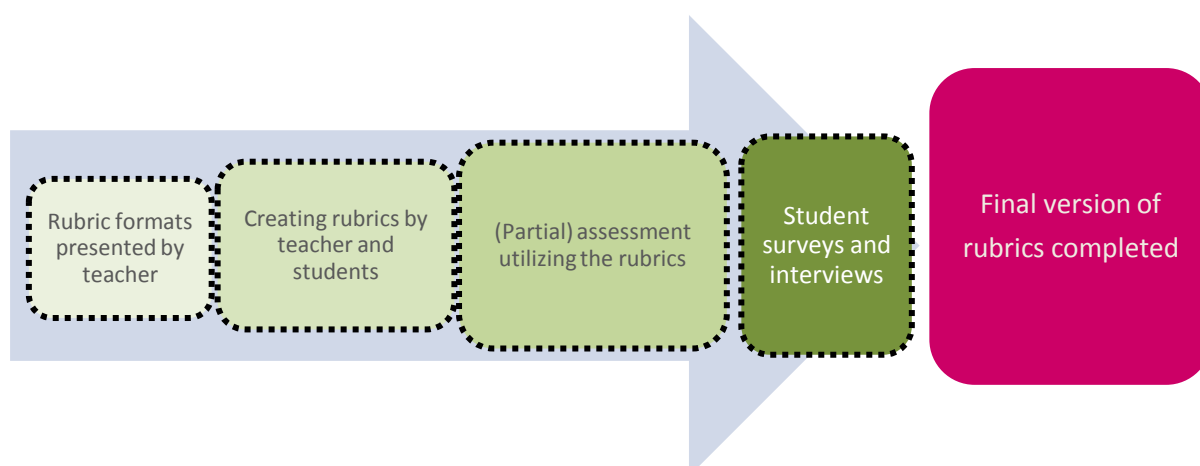 Rubric formats
presented by
teacher
Creating rubrics by
teacher and
students
(Partial) assessment
utilizing the rubrics
Student
surveys and
interviews
Final version of
rubrics completed